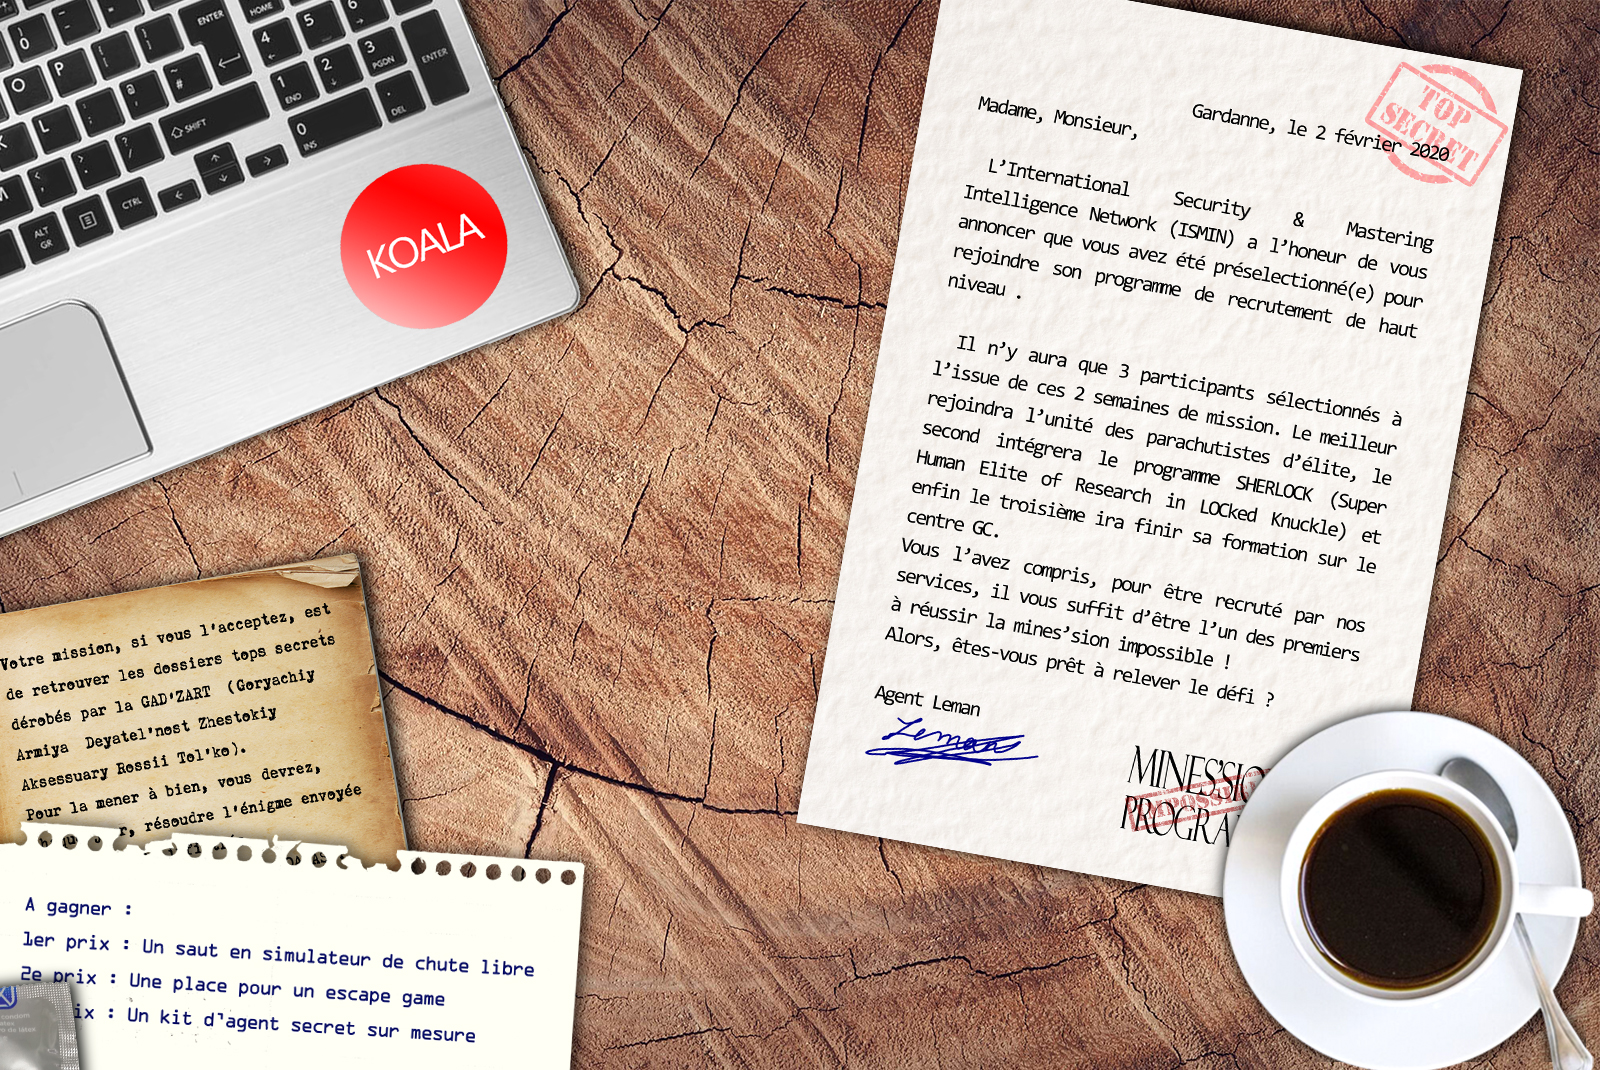 ENTER
HOME
4
5
6
O
P
1
END
2
3
PGDN
ENTER
K
L
SHIFT
0
INS
.
DEL
M
ALT
GR
CTRL
KOALA
TOP
SECRET
Gardanne, le 2 février 2020
Madame, Monsieur,
L'International Security & Mastering
Intelligence Network (ISMIN) a l'honneur de vous
annoncer que vous avez été préselectionné(e) pour
rejoindre son programme de recrutement de haut
niveau .
Il n'y aura que 3 participants sélectionnés à
l'issue de ces 2 semaines de mission. Le meilleur
rejoindra l'unité des parachutistes d'élite, le
second intégrera le programme SHERLOCK (Super
Human Elite of Research in LOCked Knuckle) et
enfin le troisième ira finir sa formation sur le
centre GC.
Vous l'avez compris, pour être recruté par nos
services, il vous suffit d'être l'un des premiers
à réussir la mines'sion impossible !
Alors, êtes-vous prêt à relever le défi ?
Agent Leman
Leman
MINES'SIO
IMPOSSI
PROGRA
Votre mission, si vous l'acceptez, est
de retrouver les dossiers tops secrets
dérobés par la GAD'ZART (Goryachiy
Armiya Deyatel'nost Zhestokiy
Aksessuary Rossii Tol'ko).
Pour la mener à bien, vous devrez,
résoudre l'énigme envoyée
A gagner :
1er prix : Un saut en simulateur de chute libre
2e prix : Une place pour un escape game
ix : Un kit d'agent secret sur mesure